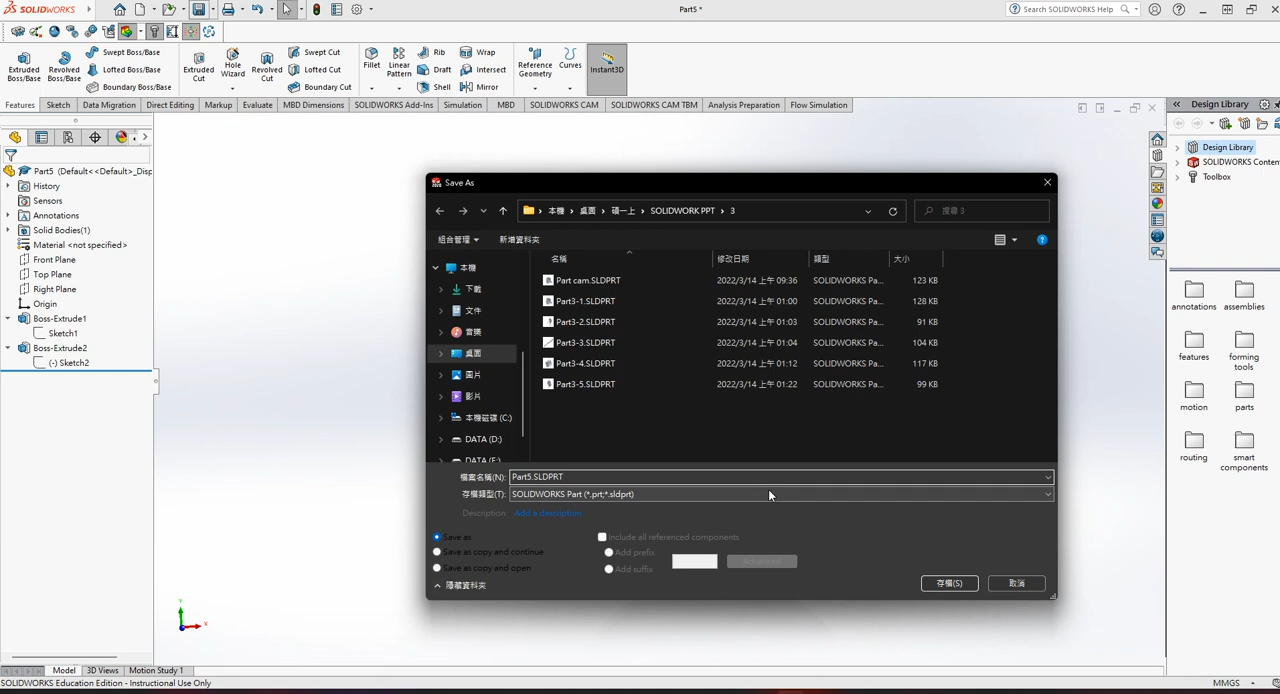 SOLIDWORKS
Part5 *
Search SOLIDWORKS Help
Extruded Boss/Base
Revolved Boss/Base
Swept Boss/Base
Lofted Boss/Base
Boundary Boss/Base
Extruded Cut
Hole Wizard
Revolved Cut
Swept Cut
Lofted Cut
Boundary Cut
Fillet
Linear Pattern
Rib
Draft
Shell
Wrap
Intersect
Mirror
Reference Geometry
Curves
Instant3D
Features Sketch Data Migration Direct Editing Markup Evaluate MBD Dimensions SOLIDWORKS Add-Ins Simulation MBD SOLIDWORKS CAM SOLIDWORKS CAM TBM Analysis Preparation Flow Simulation
Part5 (Default<<Default>_Disp
History
Sensors
Annotations
Solid Bodies(1)
Material <not specified>
Front Plane
Top Plane
Right Plane
Origin
Boss-Extrude1
Sketch1
Boss-Extrude2
(-) Sketch2
Save As
本機 > 桌面 > 碩一上 > SOLIDWORK PPT > 3
搜尋 3
組合管理 新增資料夾
本機
下載
文件
音樂
桌面
圖片
影片
本機磁碟 (C:)
DATA (D:)
DATA (E:)
名稱 修改日期 類型 大小
Part cam.SLDPRT 2022/3/14 上午 09:36 SOLIDWORKS Pa... 123 KB
Part3-1.SLDPRT 2022/3/14 上午 01:00 SOLIDWORKS Pa... 128 KB
Part3-2.SLDPRT 2022/3/14 上午 01:03 SOLIDWORKS Pa... 91 KB
Part3-3.SLDPRT 2022/3/14 上午 01:04 SOLIDWORKS Pa... 104 KB
Part3-4.SLDPRT 2022/3/14 上午 01:12 SOLIDWORKS Pa... 117 KB
Part3-5.SLDPRT 2022/3/14 上午 01:22 SOLIDWORKS Pa... 99 KB
檔案名稱(N): Part5.SLDPRT
存檔類型(T): SOLIDWORKS Part (*.prt;*.sldprt)
Description: Add a description
Save as
Save as copy and continue
Save as copy and open
Include all referenced components
Add prefix
Add suffix
Advanced
隱藏資料夾
存檔(S)
取消
Design Library
Design Library
SOLIDWORKS Conten
Toolbox
annotations
assemblies
features
forming tools
motion
parts
routing
smart components
Y
X
Model 3D Views Motion Study 1
SOLIDWORKS Education Edition - Instructional Use Only
MMGS